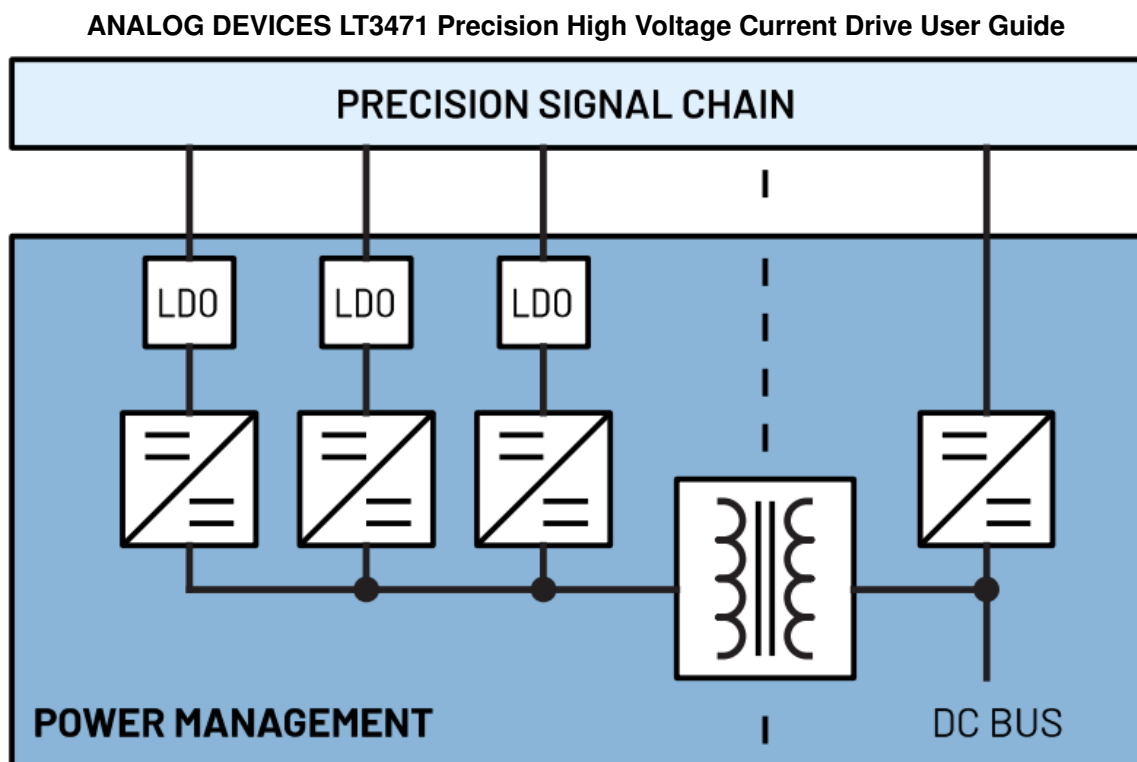 ANALOG DEVICES LT3471 Precision High Voltage Current Drive User Guide
PRECISION SIGNAL CHAIN
LDO
LDO
LDO
POWER MANAGEMENT
DC BUS